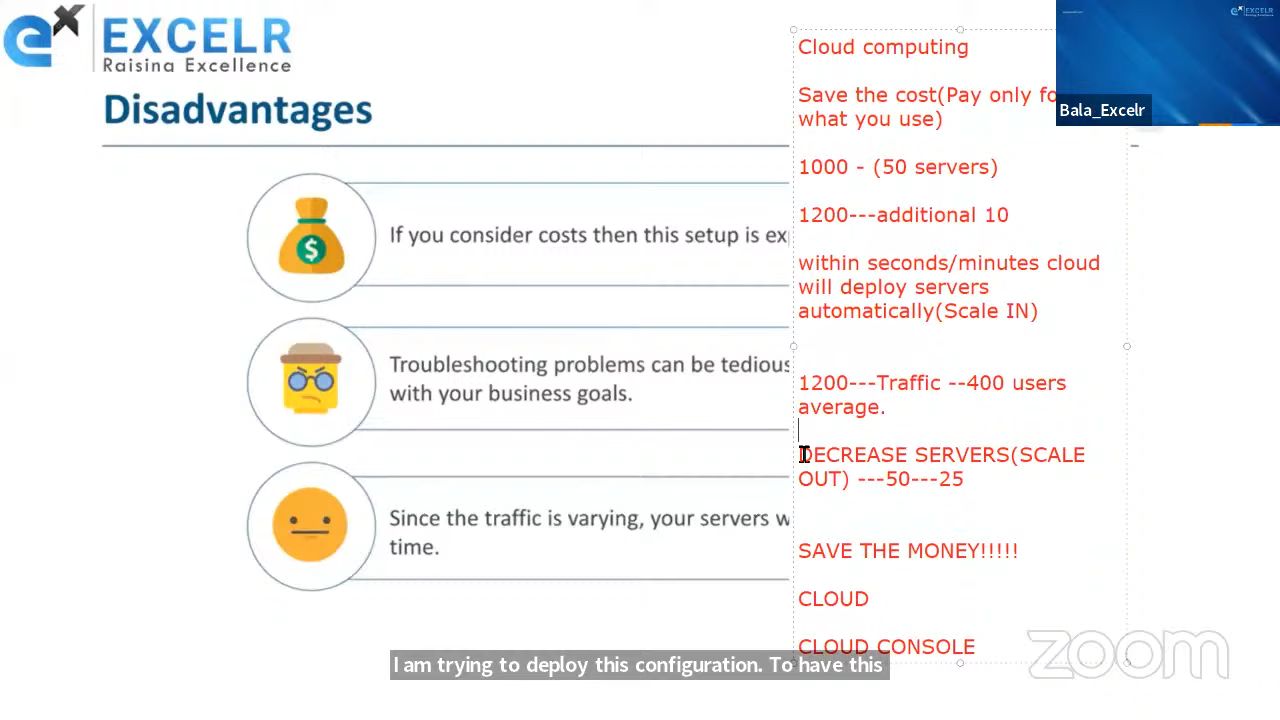 EXCELR
Raising Excellence
Disadvantages
If you consider costs then this setup is ex
Troubleshooting problems can be tedious
with your business goals.
Since the traffic is varying, your servers w
time.
Cloud computing
Save the cost(Pay only fo
what you use)
1000 - (50 servers)
1200---additional 10
within seconds/minutes cloud
will deploy servers
automatically(Scale IN)
1200---Traffic --400 users
average.
DECREASE SERVERS(SCALE
OUT) ---50---25
SAVE THE MONEY!!!!!
CLOUD
CLOUD CONSOLE
Bala_Excelr
I am trying to deploy this configuration. To have this
zoom